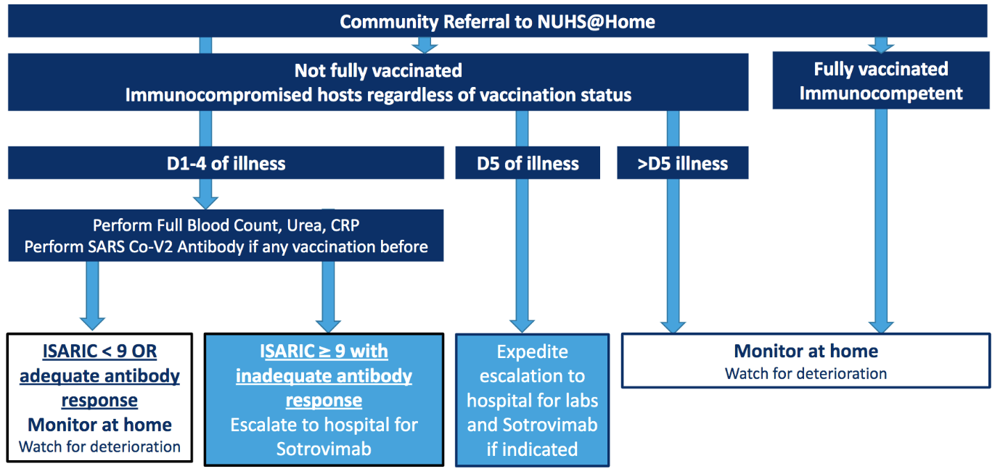 Community Referral to NUHS@Home
Not fully vaccinated
Immunocompromised hosts regardless of vaccination status
Fully vaccinated
Immunocompetent
D1-4 of illness
D5 of illness
>D5 illness
Perform Full Blood Count, Urea, CRP
Perform SARS Co-V2 Antibody if any vaccination before
ISARIC < 9 OR
adequate antibody
response
Monitor at home
Watch for deterioration
ISARIC ≥ 9 with
inadequate antibody
response
Escalate to hospital for
Sotrovimab
Expedite
escalation to
hospital for labs
and Sotrovimab
if indicated
Monitor at home
Watch for deterioration